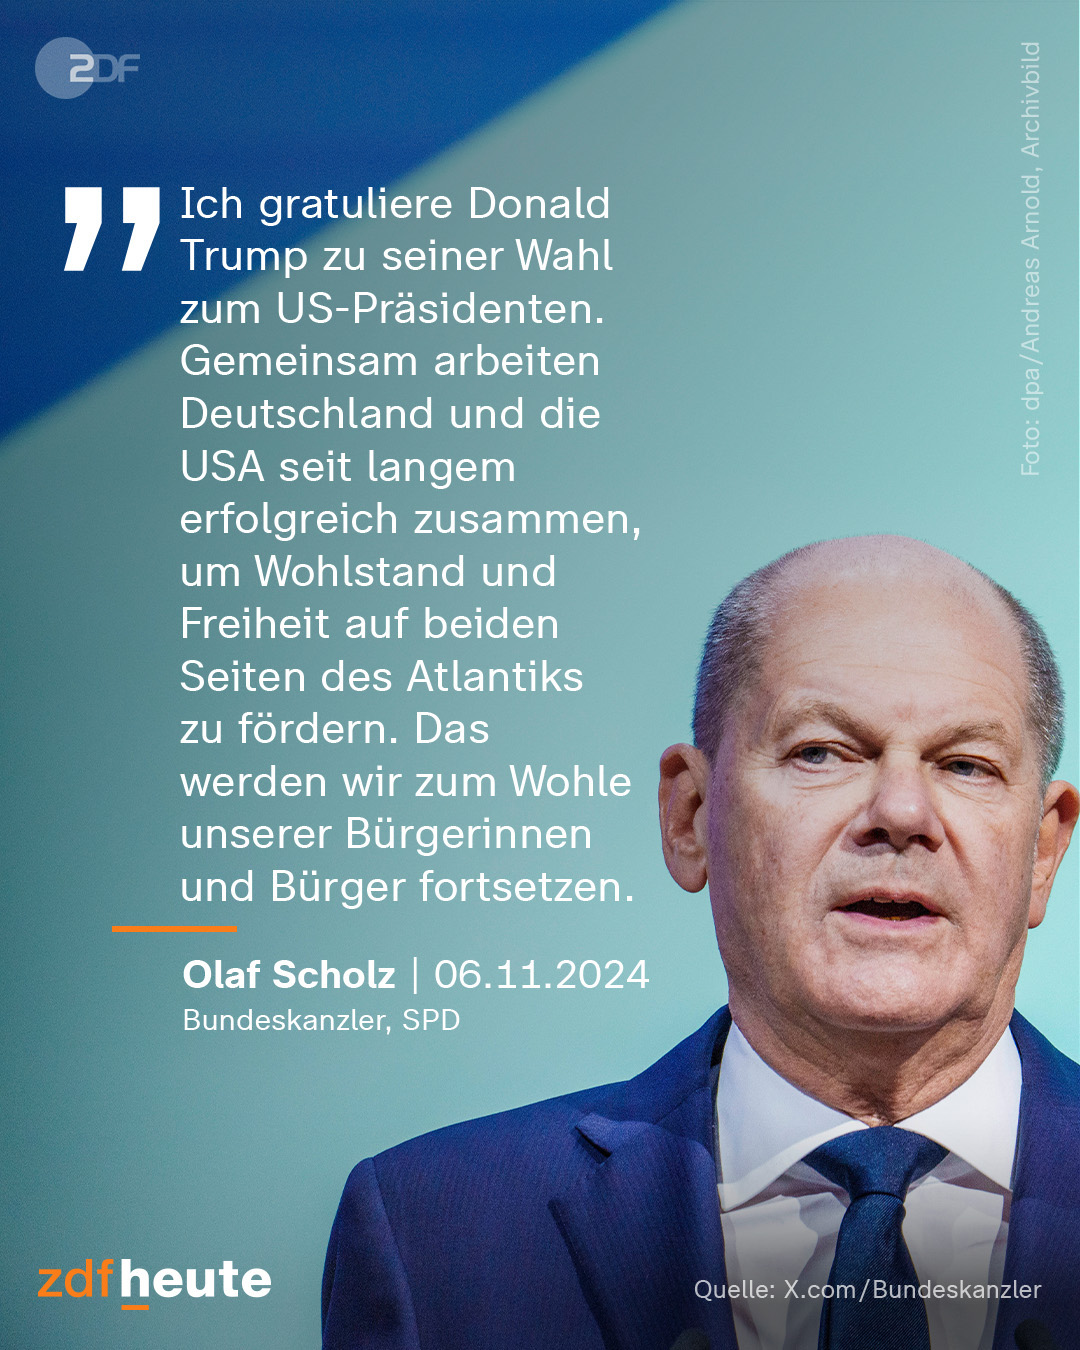 ZDF
Foto: dpa/Andreas Arnold, Archivbild
”Ich gratuliere Donald
Trump zu seiner Wahl
zum US-Präsidenten.
Gemeinsam arbeiten
Deutschland und die
USA seit langem
erfolgreich zusammen,
um Wohlstand und
Freiheit auf beiden
Seiten des Atlantiks
zu fördern. Das
werden wir zum Wohle
unserer Bürgerinnen
und Bürger fortsetzen.
Olaf Scholz | 06.11.2024
Bundeskanzler, SPD
zdfheute
Quelle: X.com/Bundeskanzler